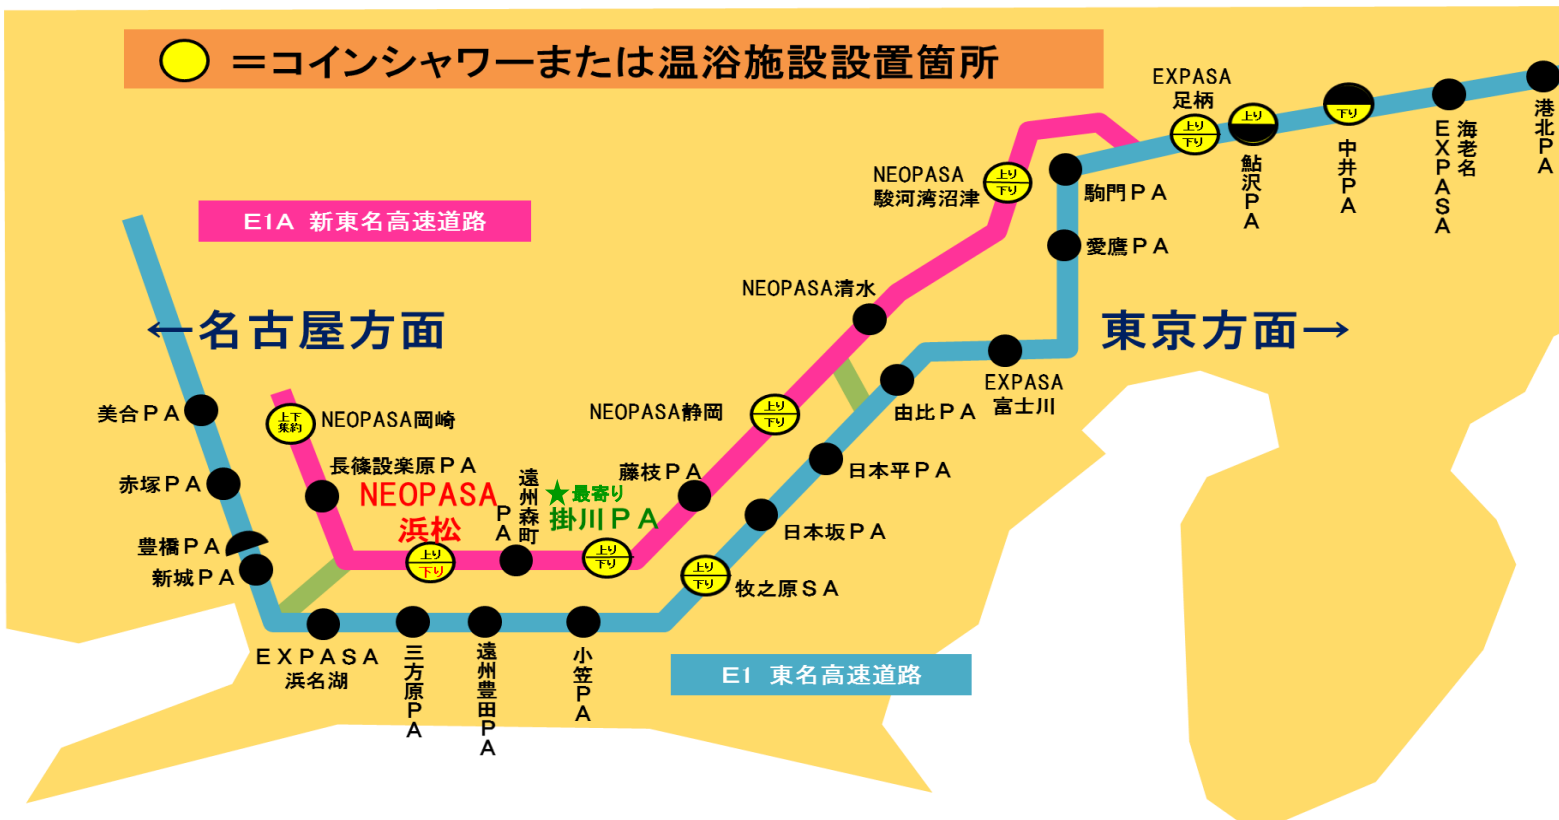 =コインシャワーまたは温浴施設設置箇所
EXPASA
足柄
上り
下り
上り
鮎沢PA
下り
中井PA
海老名
EXPASA
港北PA
NEOPASA
駿河湾沼津
上り
下り
駒門PA
愛鷹PA
E1A 新東名高速道路
←名古屋方面
東京方面→
NEOPASA清水
EXPASA
富士川
由比PA
NEOPASA静岡
上り
下り
美合PA
上下
集約
NEOPASA岡崎
長篠設楽原PA
赤塚PA
NEOPASA
浜松
上り
下り
遠州森町
PA
★最寄り
掛川PA
上り
下り
藤枝PA
日本平PA
日本坂PA
豊橋PA
新城PA
上り
下り
牧之原SA
EXPASA
浜名湖
三方原PA
遠州豊田PA
小笠PA
E1 東名高速道路